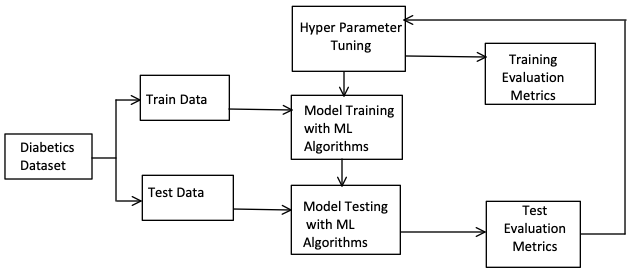 Hyper Parameter
Tuning
Training
Evaluation
Metrics
Train Data
Model Training
with ML
Algorithms
Diabetics
Dataset
Test Data
Model Testing
with ML
Algorithms
Test
Evaluation
Metrics